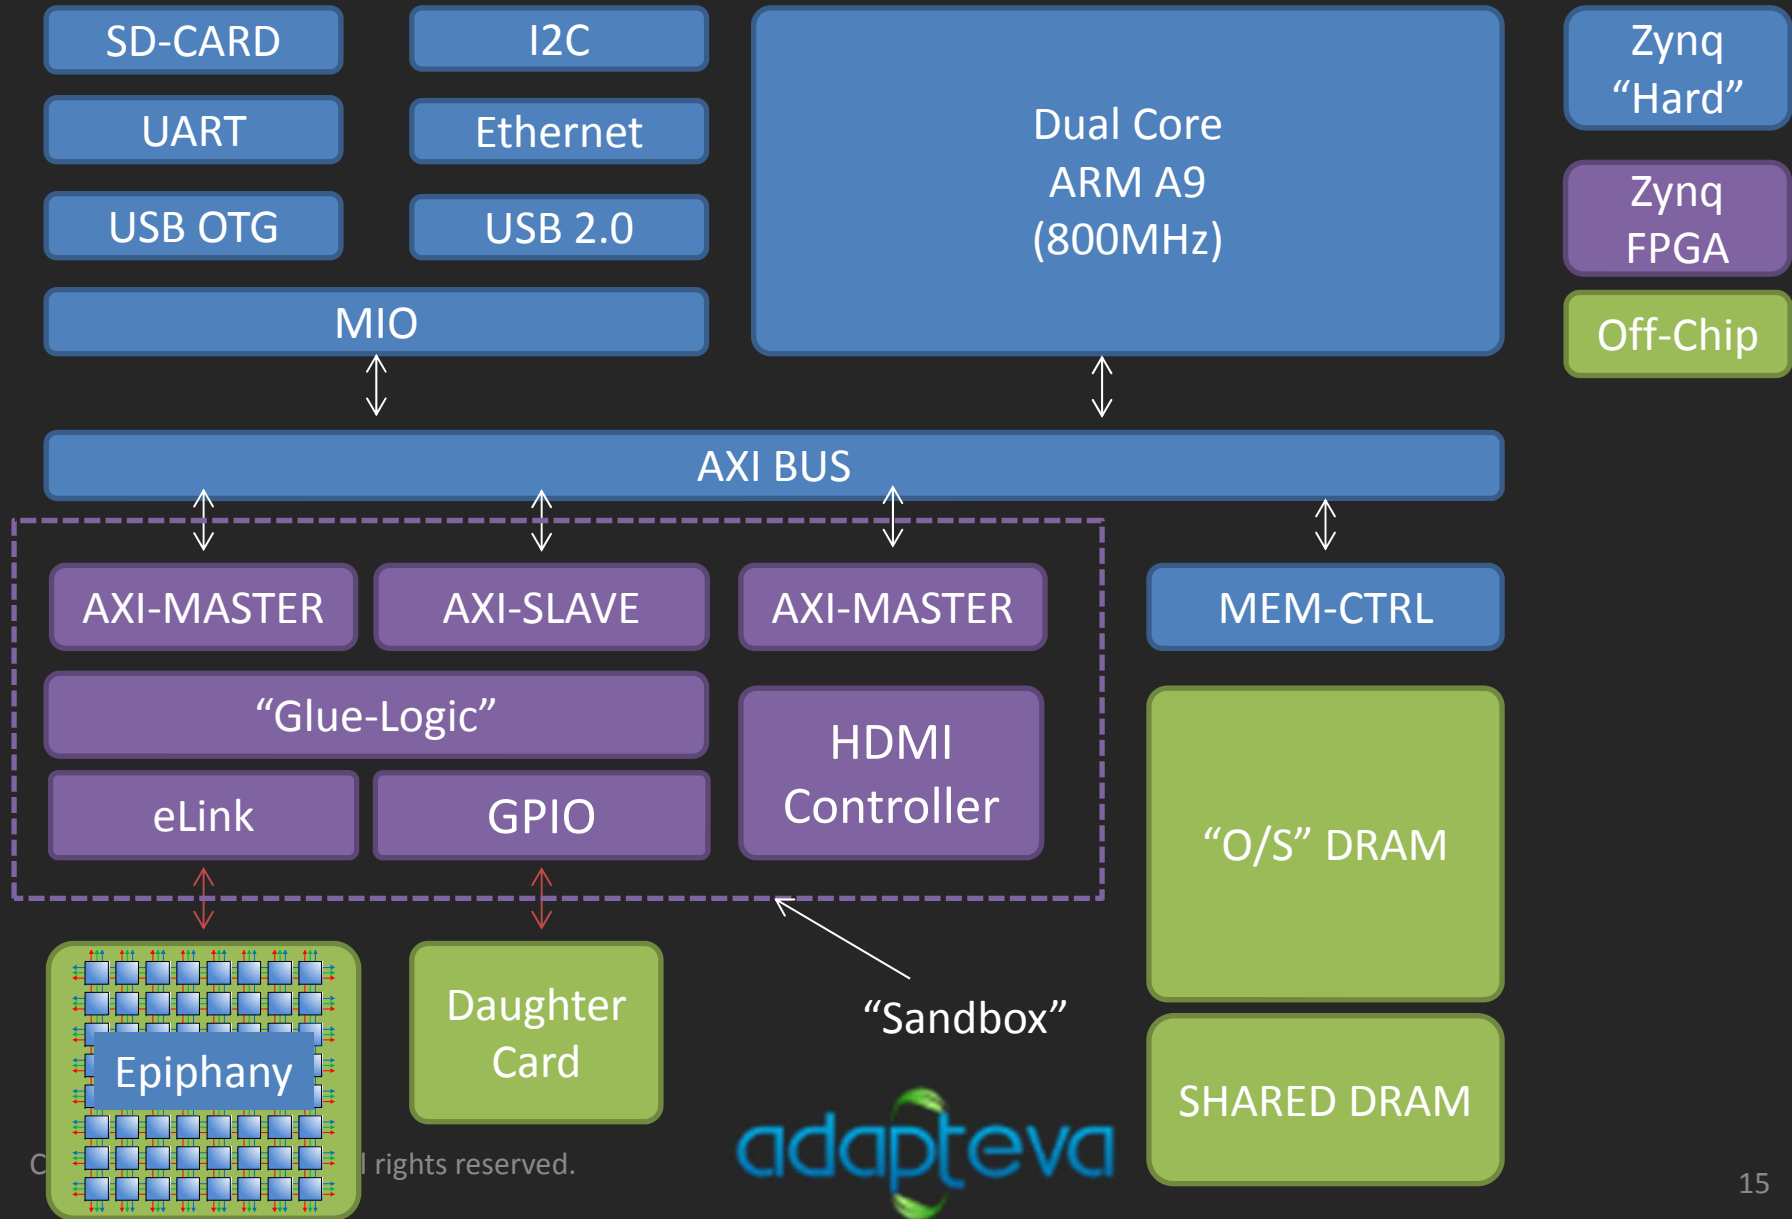 SD-CARD
I2C
UART
Ethernet
USB OTG
USB 2.0
MIO
Dual Core
ARM A9
(800MHz)
Zynq
“Hard”
Zynq
FPGA
Off-Chip
AXI BUS
AXI-MASTER
AXI-SLAVE
AXI-MASTER
MEM-CTRL
“Glue-Logic”
HDMI
Controller
eLink
GPIO
“O/S” DRAM
Epiphany
Daughter
Card
“Sandbox”
SHARED DRAM
adapteva
rights reserved.
15